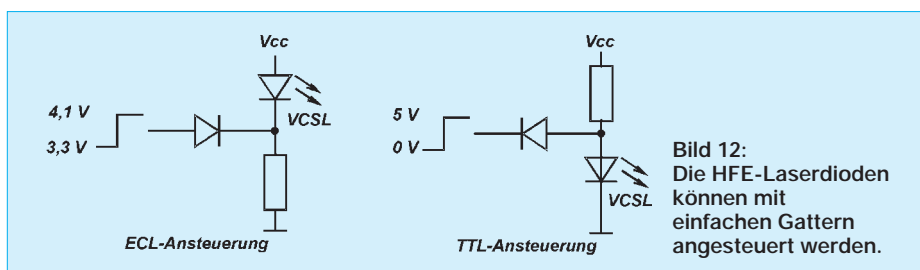 Vcc
4,1 V
3,3 V
VCSL
ECL-Ansteuerung
Vcc
5 V
0 V
VCSL
TTL-Ansteuerung
Bild 12:
Die HFE-Laserdioden
können mit
einfachen Gattern
angesteuert werden.